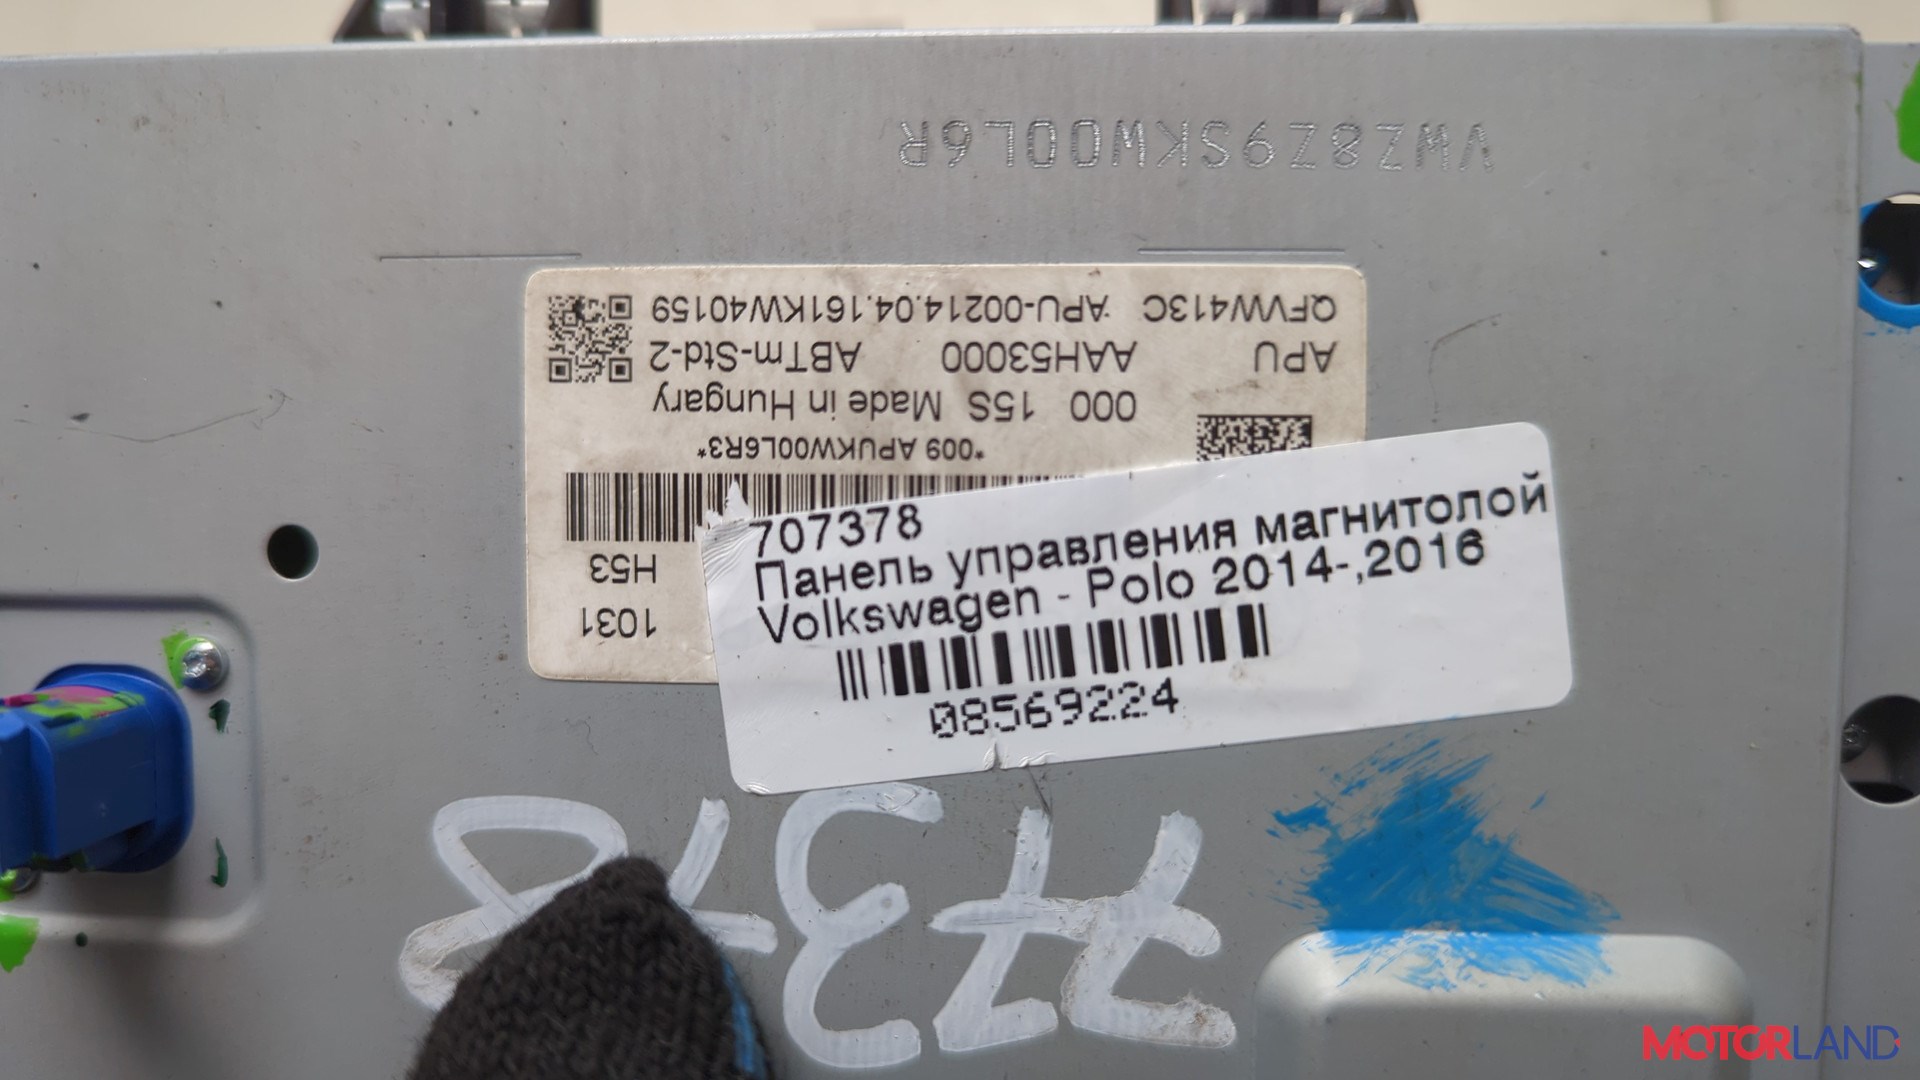 VWZ8Z9SKW00L6R
QFVW413C APU-00214.04.161KW40159
APU AAH53000 ABTm-Std-2
000 15S Made in Hungary
*009 APUKW00L6R3*
H53
1031
707378
Панель управления магнитолой
Volkswagen - Polo 2014-,2016
08569224
77378
MOTORLAND